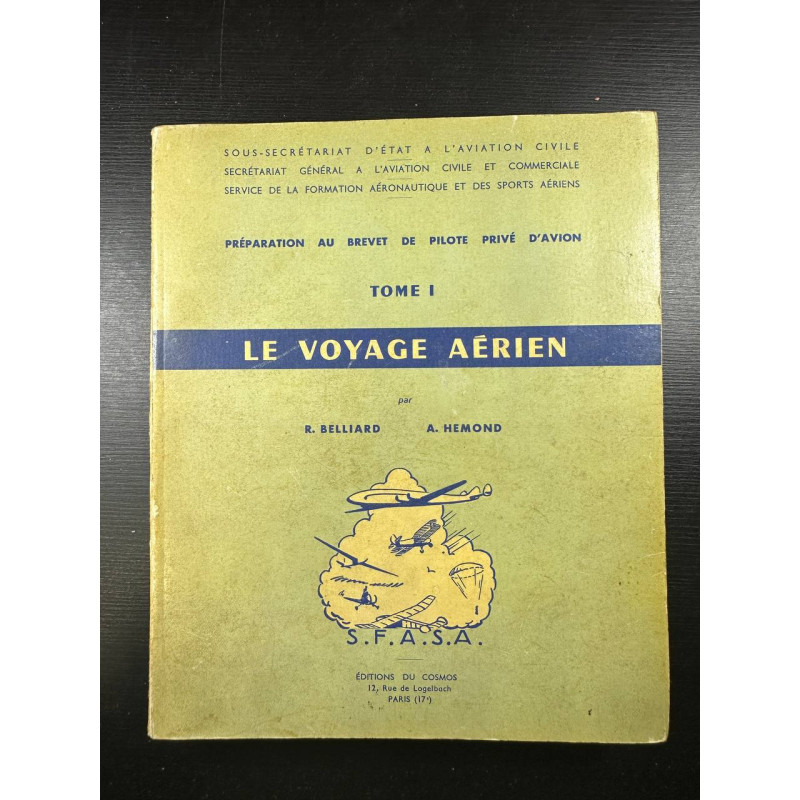 SOUS-SECRÉTARIAT D'ÉTAT A L'AVIATION CIVILE
SECRÉTARIAT GÉNÉRAL A L'AVIATION CIVILE ET COMMERCIALE
SERVICE DE LA FORMATION AÉRONAUTIQUE ET DES SPORTS AÉRIENS
PRÉPARATION AU BREVET DE PILOTE PRIVÉ D'AVION
TOME I
LE VOYAGE AÉRIEN
par
R. BELLIARD A. HEMOND
S.F.A.S.A.
ÉDITIONS DU COSMOS
12, Rue de Logelbach
PARIS (17e)